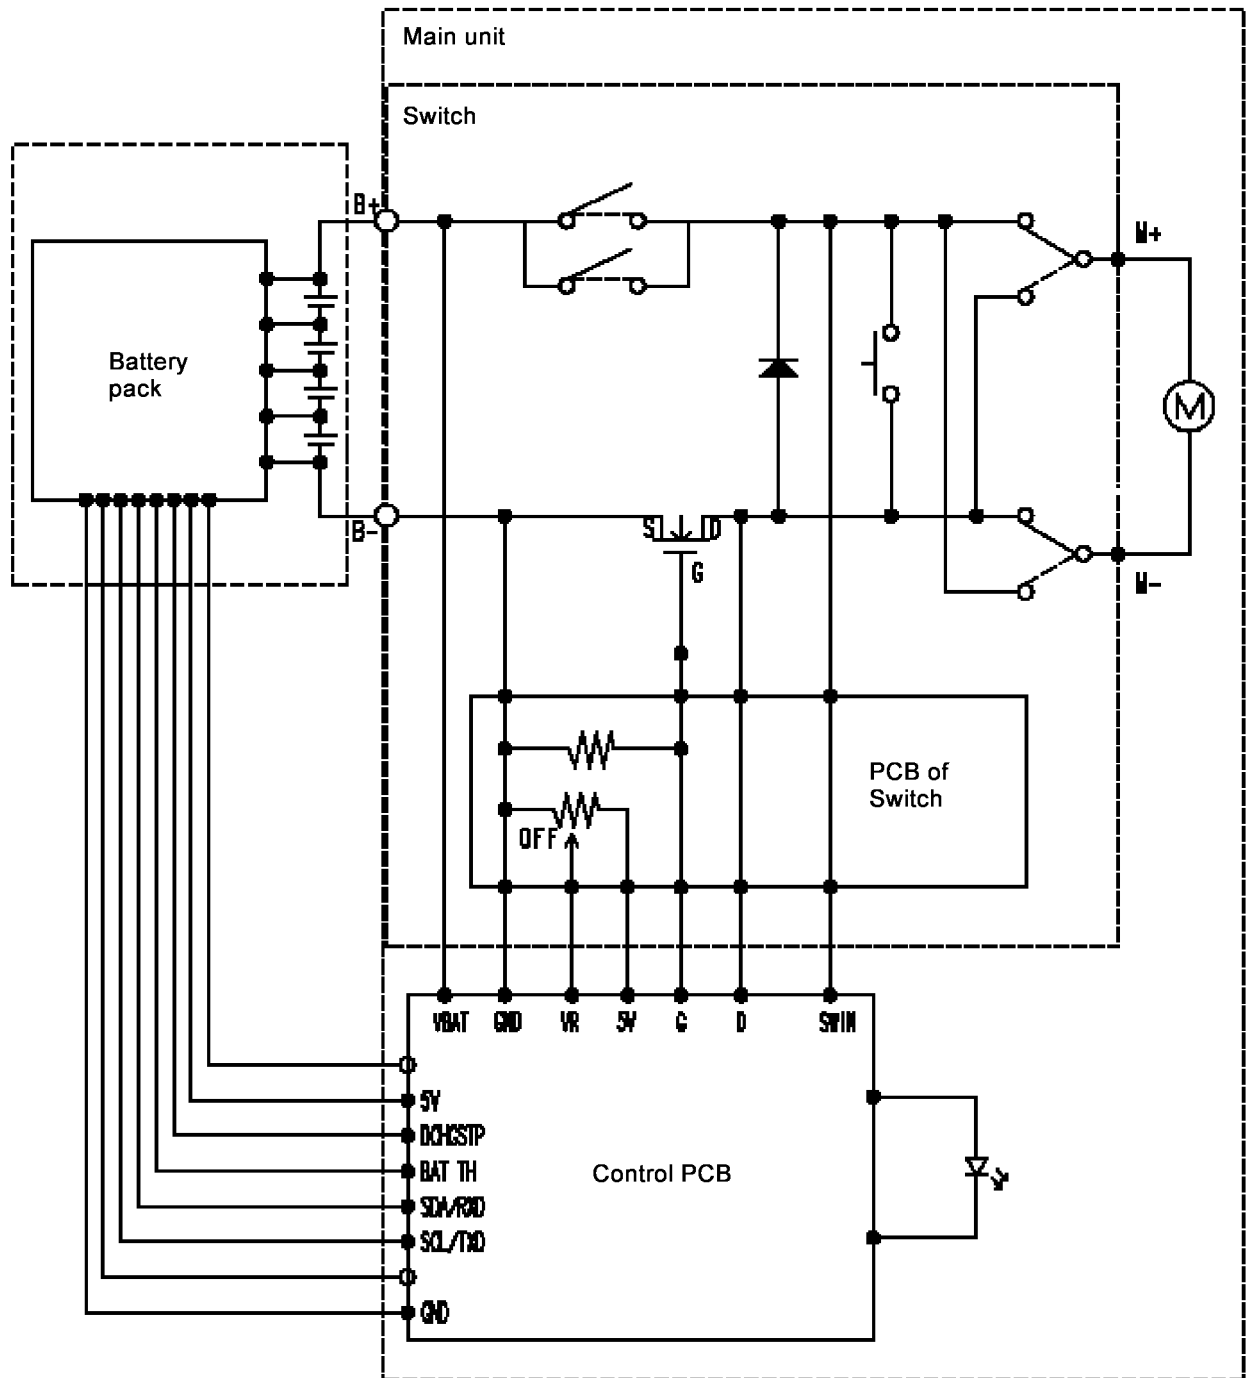 Main unit
Switch
B+
M+
Battery
pack
M
B-
S
D
G
M-
PCB of
Switch
OFF
VBAT GND VR 5V G D SWIN
5V
DCHGSTP
BAT TH
Control PCB
SDA/RXD
SCL/TXD
GND